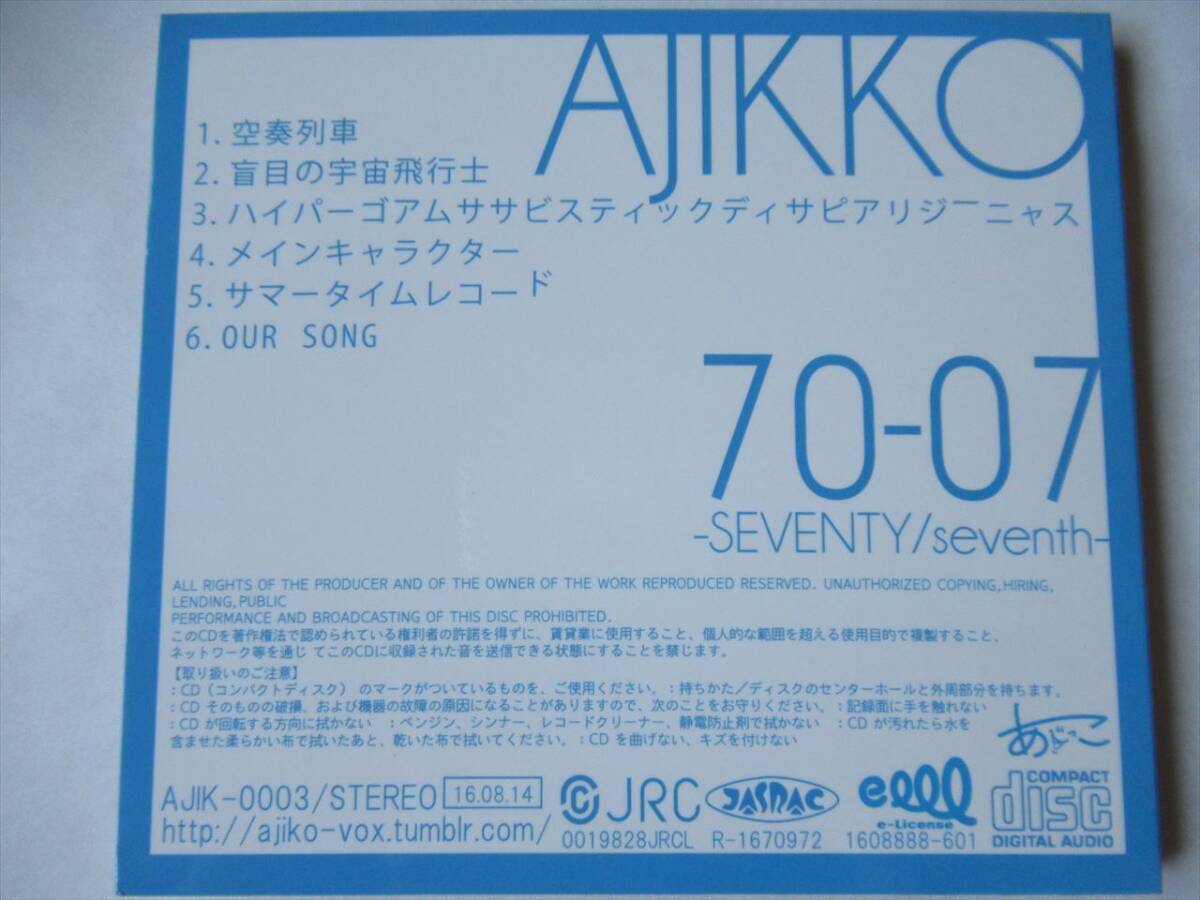 AJIKKO
1. 空奏列車
2. 盲目の宇宙飛行士
3. ハイパーゴアムササビスティックディサピアリジーニャス
4. メインキャラクター
5. サマータイムレコード
6. OUR SONG
70-07
-SEVENTY/seventh-
ALL RIGHTS OF THE PRODUCER AND OF THE OWNER OF THE WORK REPRODUCED RESERVED. UNAUTHORIZED COPYING,HIRING,
LENDING,PUBLIC
PERFORMANCE AND BROADCASTING OF THIS DISC PROHIBITED.
このCDを著作権法で認められている権利者の許諾を得ずに、賃貸業に使用すること、個人的な範囲を超える使用目的で複製すること、
ネットワーク等を通じ てこのCDに収録された音を送信できる状態にすることを禁じます。
【取り扱いのご注意】
:CD（コンパクトディスク） のマークがついているものを、ご使用ください。:持ちかた／ディスクのセンターホールと外周部分を持ちます。
:CD そのものの破損、および機器の故障の原因になることがありますので、次のことをお守りください。:記録面に手を触れない
:CD が回転する方向に拭かない :ベンジン、シンナー、レコードクリーナー、静電防止剤で拭かない :CD が汚れたら水を
含ませた柔らかい布で拭いたあと、乾いた布で拭いてください。:CD を曲げない、キズを付けない
あじっこ
AJIK-0003/STEREO 16.08.14
http://ajiko-vox.tumblr.com/
JRC
0019828JRCL
JASRAC
R-1670972
elll
e-License
1608888-601
COMPACT
disc
DIGITAL AUDIO